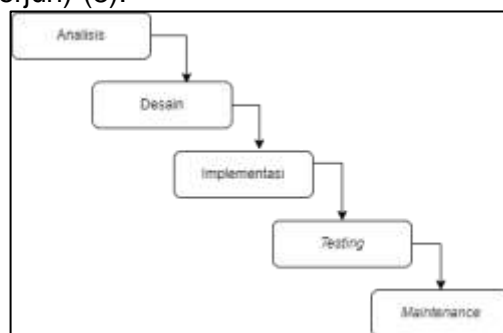 Analisis
Desain
Implementasi
Testing
Maintenance